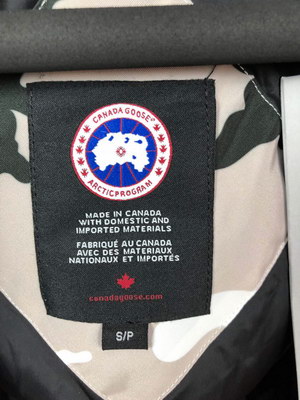 CANADA GOOSE®
ARCTIC PROGRAM
MADE IN CANADA
WITH DOMESTIC AND
IMPORTED MATERIALS
FABRIQUÉ AU CANADA
AVEC DES MATERIAUX
NATIONAUX ET IMPORTÉS
canadagoose.com
S/P